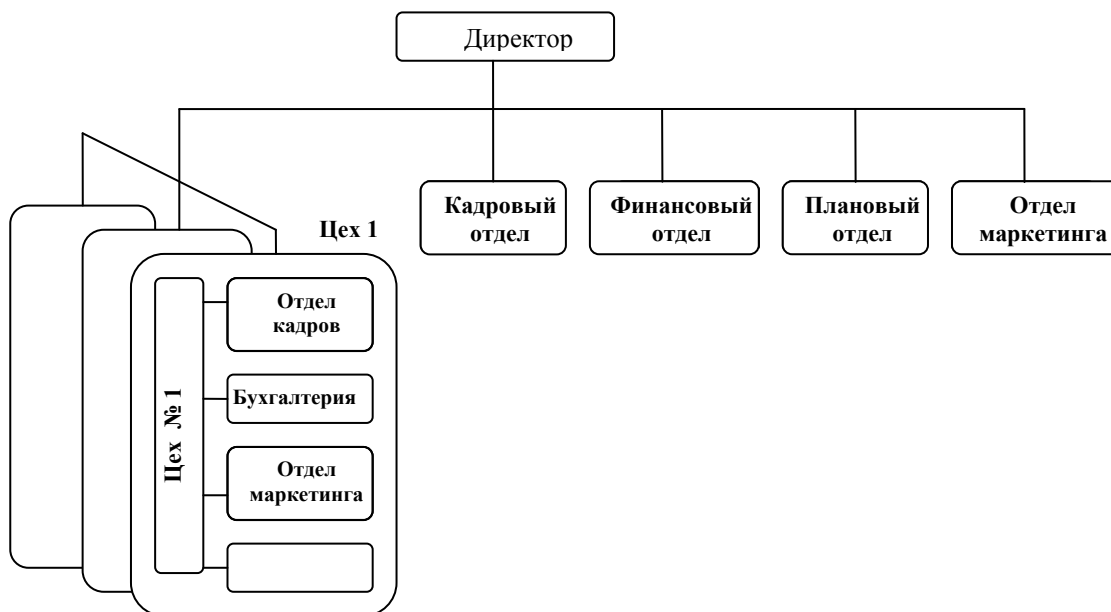 Директор
Кадровый
отдел
Финансовый
отдел
Плановый
отдел
Отдел
маркетинга
Цех 1
Цех № 1
Отдел
кадров
Бухгалтерия
Отдел
маркетинга